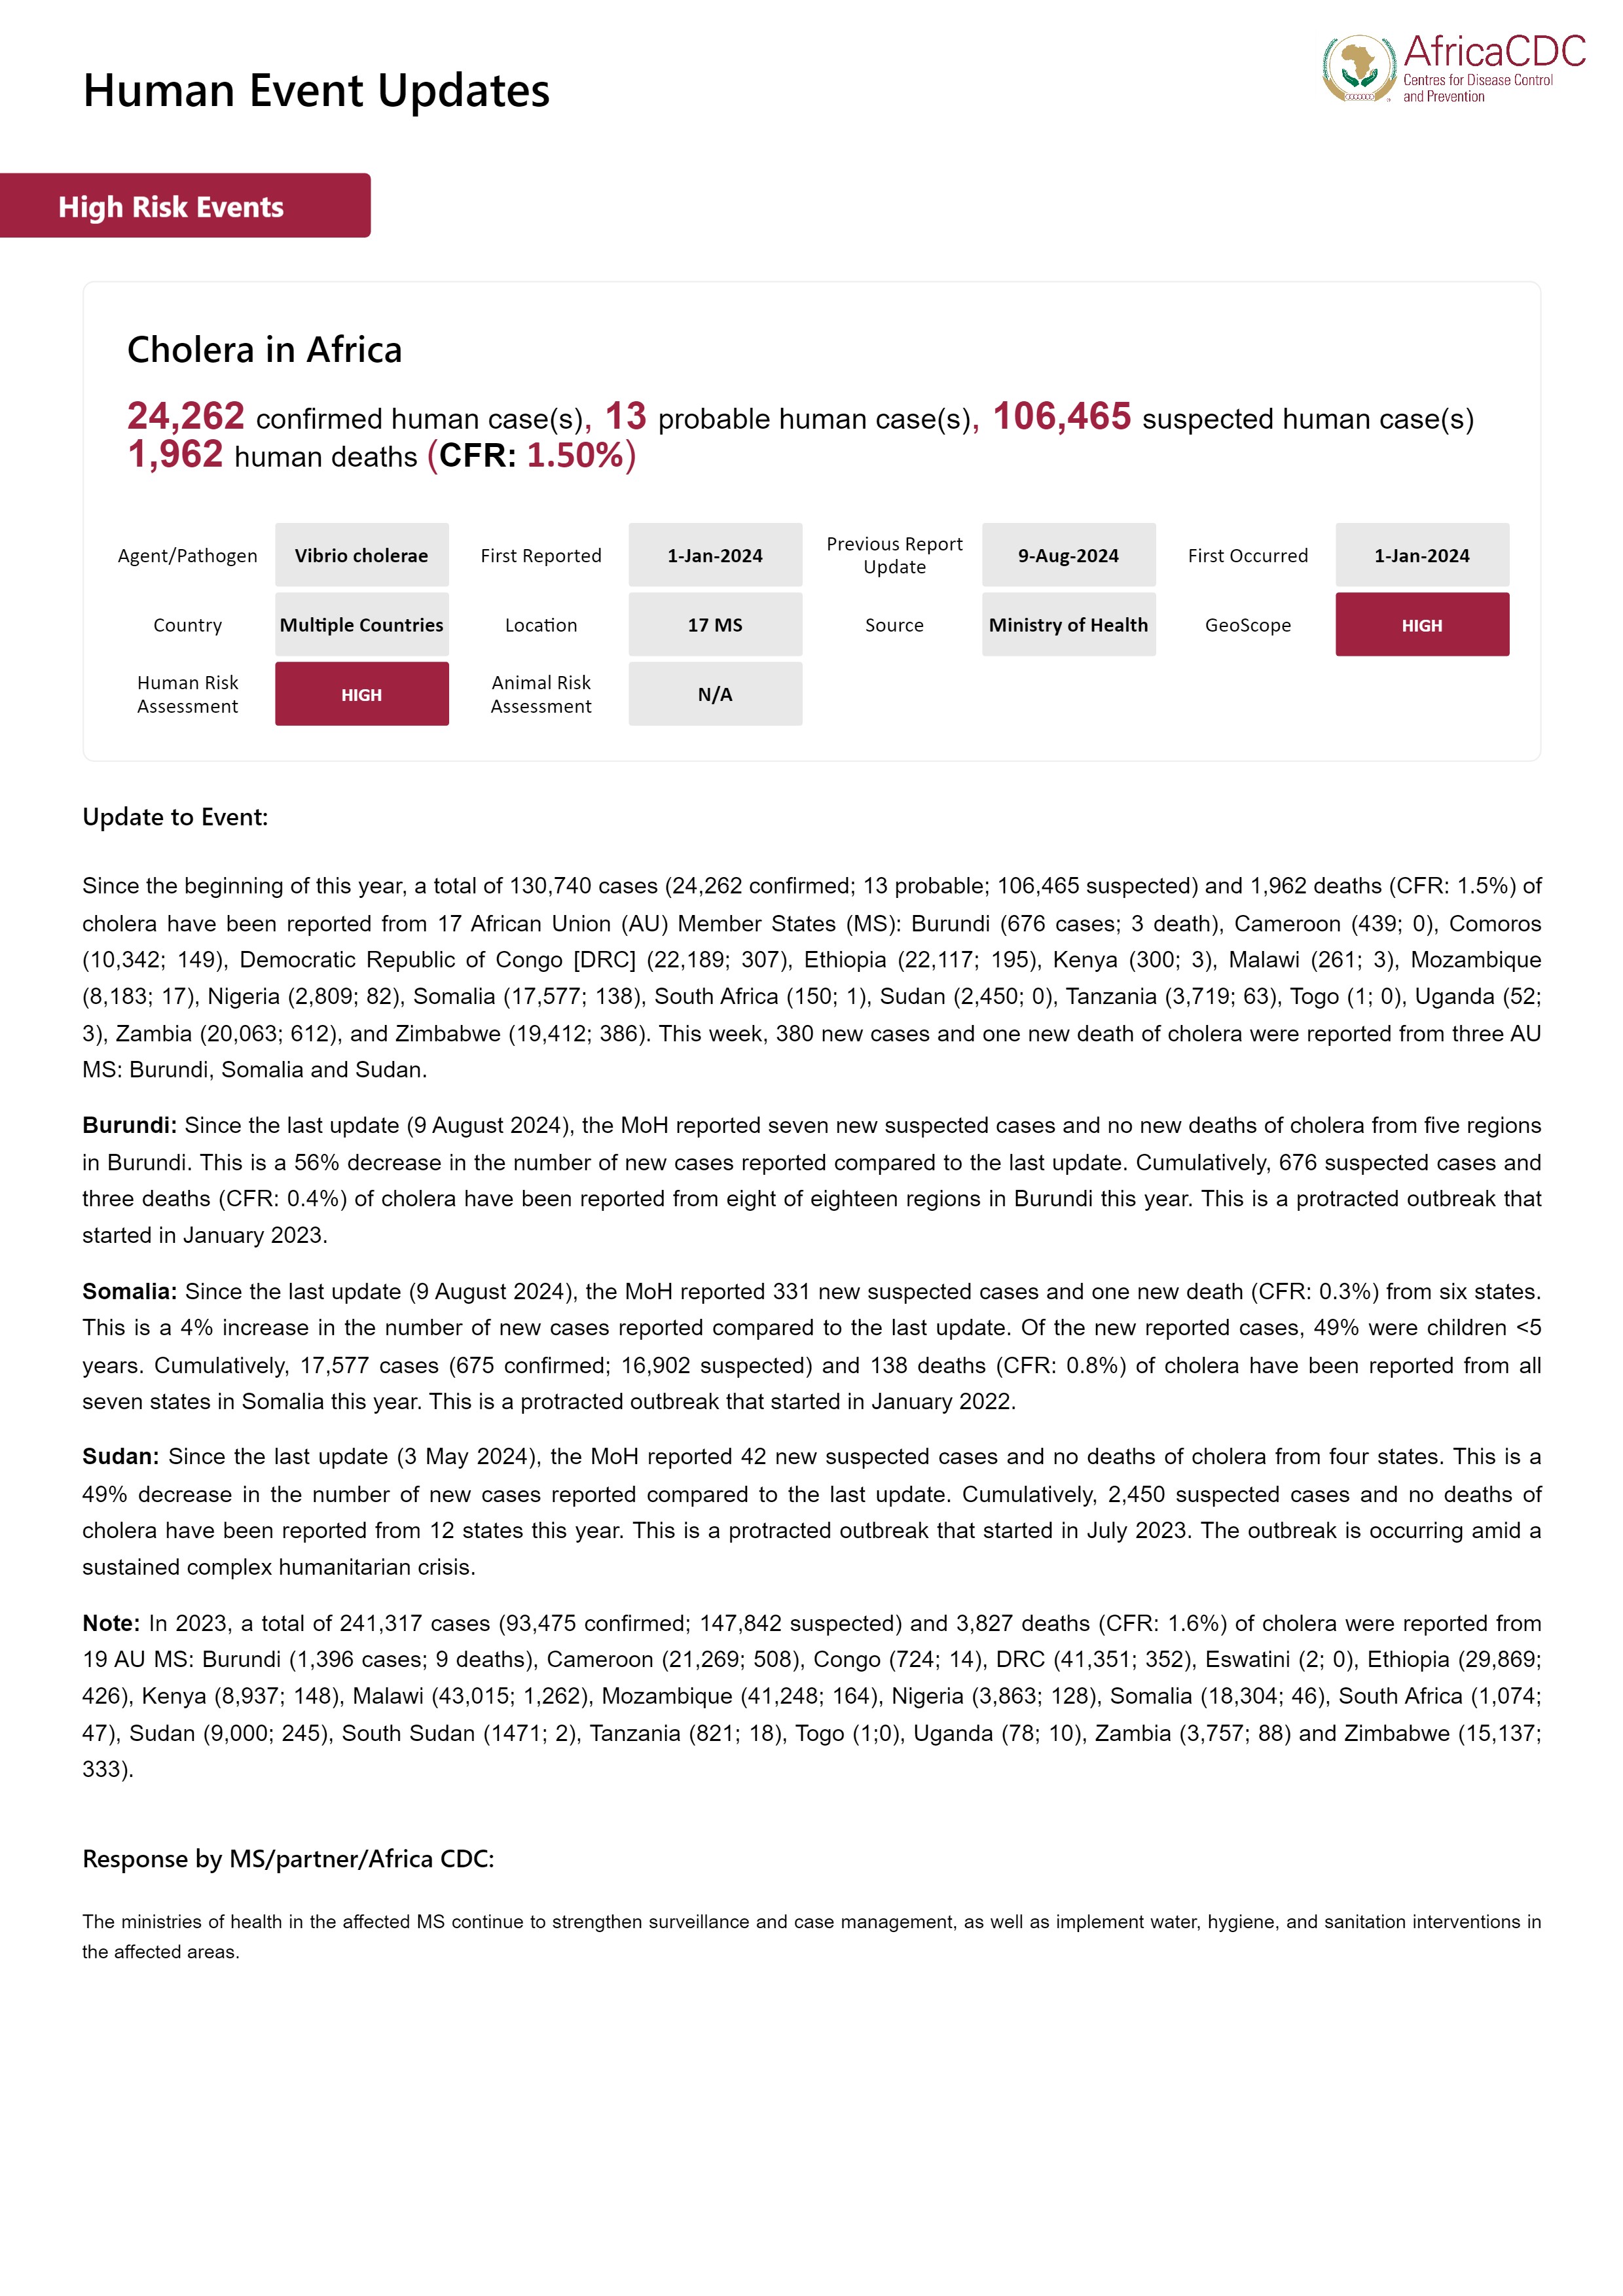 Human Event Updates
AfricaCDC
Centres for Disease Control
and Prevention
High Risk Events
Cholera in Africa
24,262 confirmed human case(s), 13 probable human case(s), 106,465 suspected human case(s)
1,962 human deaths (CFR: 1.50%)
Agent/Pathogen Vibrio cholerae First Reported 1-Jan-2024 Previous Report Update 9-Aug-2024 First Occurred 1-Jan-2024
Country Multiple Countries Location 17 MS Source Ministry of Health GeoScope HIGH
Human Risk Assessment HIGH Animal Risk Assessment N/A
Update to Event:
Since the beginning of this year, a total of 130,740 cases (24,262 confirmed; 13 probable; 106,465 suspected) and 1,962 deaths (CFR: 1.5%) of
cholera have been reported from 17 African Union (AU) Member States (MS): Burundi (676 cases; 3 death), Cameroon (439; 0), Comoros
(10,342; 149), Democratic Republic of Congo [DRC] (22,189; 307), Ethiopia (22,117; 195), Kenya (300; 3), Malawi (261; 3), Mozambique
(8,183; 17), Nigeria (2,809; 82), Somalia (17,577; 138), South Africa (150; 1), Sudan (2,450; 0), Tanzania (3,719; 63), Togo (1; 0), Uganda (52;
3), Zambia (20,063; 612), and Zimbabwe (19,412; 386). This week, 380 new cases and one new death of cholera were reported from three AU
MS: Burundi, Somalia and Sudan.
Burundi: Since the last update (9 August 2024), the MoH reported seven new suspected cases and no new deaths of cholera from five regions
in Burundi. This is a 56% decrease in the number of new cases reported compared to the last update. Cumulatively, 676 suspected cases and
three deaths (CFR: 0.4%) of cholera have been reported from eight of eighteen regions in Burundi this year. This is a protracted outbreak that
started in January 2023.
Somalia: Since the last update (9 August 2024), the MoH reported 331 new suspected cases and one new death (CFR: 0.3%) from six states.
This is a 4% increase in the number of new cases reported compared to the last update. Of the new reported cases, 49% were children <5
years. Cumulatively, 17,577 cases (675 confirmed; 16,902 suspected) and 138 deaths (CFR: 0.8%) of cholera have been reported from all
seven states in Somalia this year. This is a protracted outbreak that started in January 2022.
Sudan: Since the last update (3 May 2024), the MoH reported 42 new suspected cases and no deaths of cholera from four states. This is a
49% decrease in the number of new cases reported compared to the last update. Cumulatively, 2,450 suspected cases and no deaths of
cholera have been reported from 12 states this year. This is a protracted outbreak that started in July 2023. The outbreak is occurring amid a
sustained complex humanitarian crisis.
Note: In 2023, a total of 241,317 cases (93,475 confirmed; 147,842 suspected) and 3,827 deaths (CFR: 1.6%) of cholera were reported from
19 AU MS: Burundi (1,396 cases; 9 deaths), Cameroon (21,269; 508), Congo (724; 14), DRC (41,351; 352), Eswatini (2; 0), Ethiopia (29,869;
426), Kenya (8,937; 148), Malawi (43,015; 1,262), Mozambique (41,248; 164), Nigeria (3,863; 128), Somalia (18,304; 46), South Africa (1,074;
47), Sudan (9,000; 245), South Sudan (1471; 2), Tanzania (821; 18), Togo (1;0), Uganda (78; 10), Zambia (3,757; 88) and Zimbabwe (15,137;
333).
Response by MS/partner/Africa CDC:
The ministries of health in the affected MS continue to strengthen surveillance and case management, as well as implement water, hygiene, and sanitation interventions in
the affected areas.